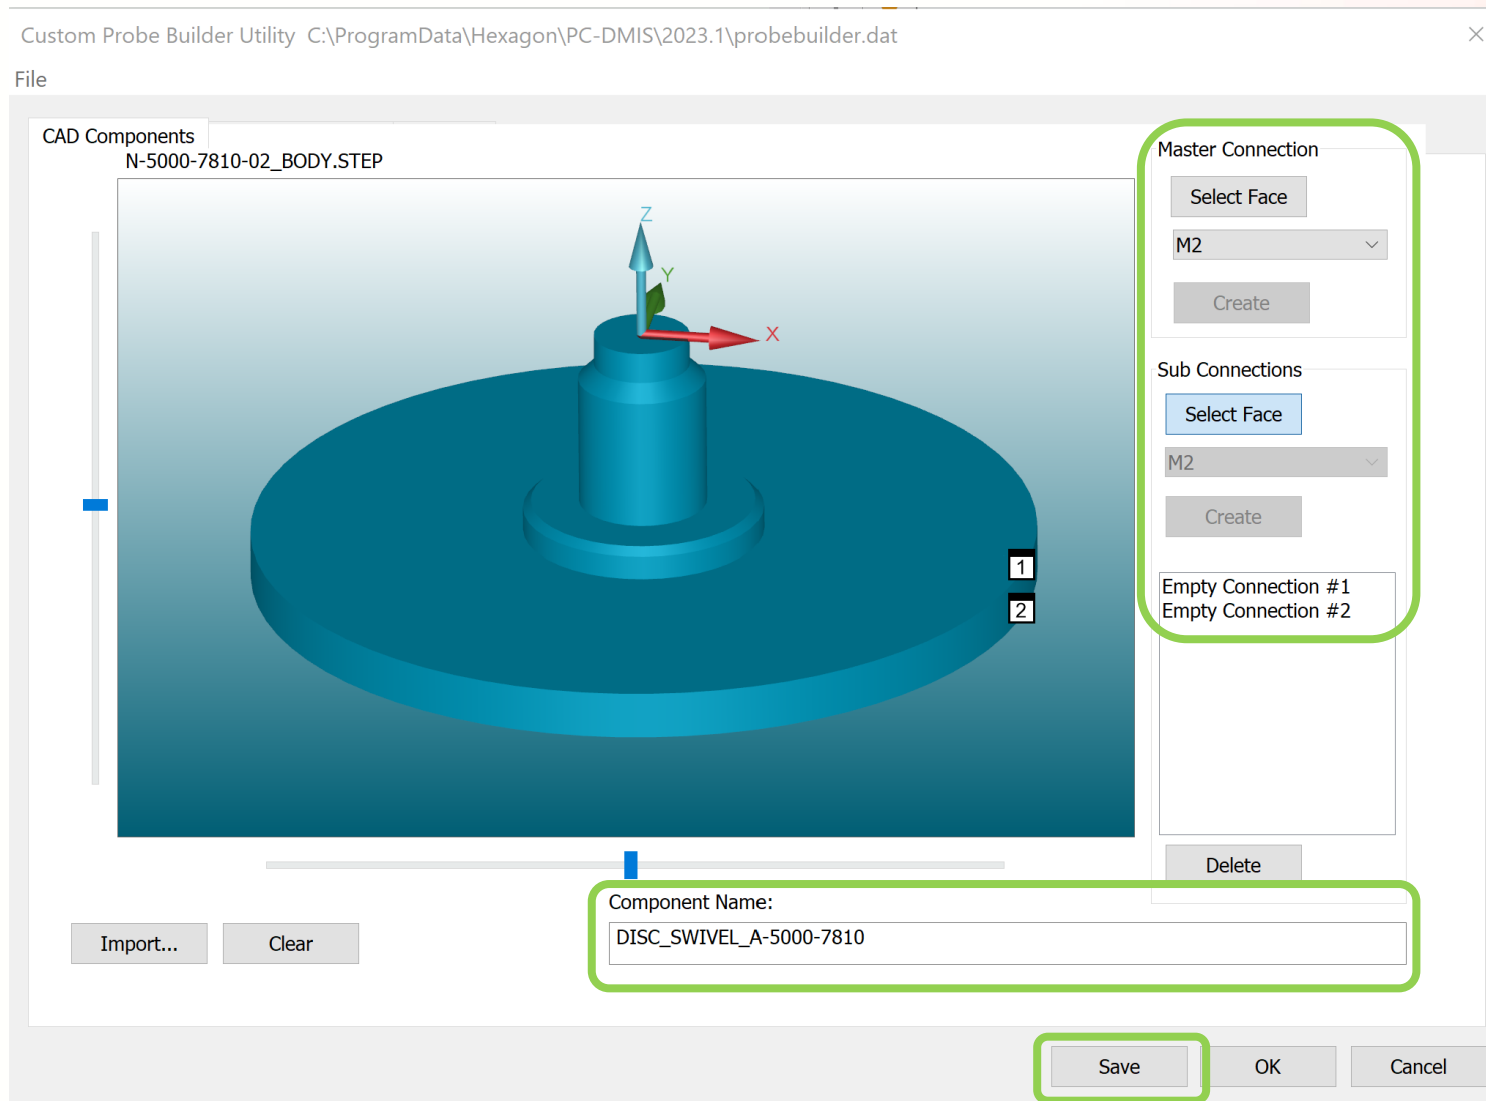 Custom Probe Builder Utility  C:\ProgramData\Hexagon\PC-DMIS\2023.1\probebuilder.dat
File
CAD Components
N-5000-7810-02_BODY.STEP
Z
Y
X
1
2
Master Connection
Select Face
M2
Create
Sub Connections
Select Face
M2
Create
Empty Connection #1
Empty Connection #2
Delete
Component Name:
DISC_SWIVEL_A-5000-7810
Import...
Clear
Save
OK
Cancel